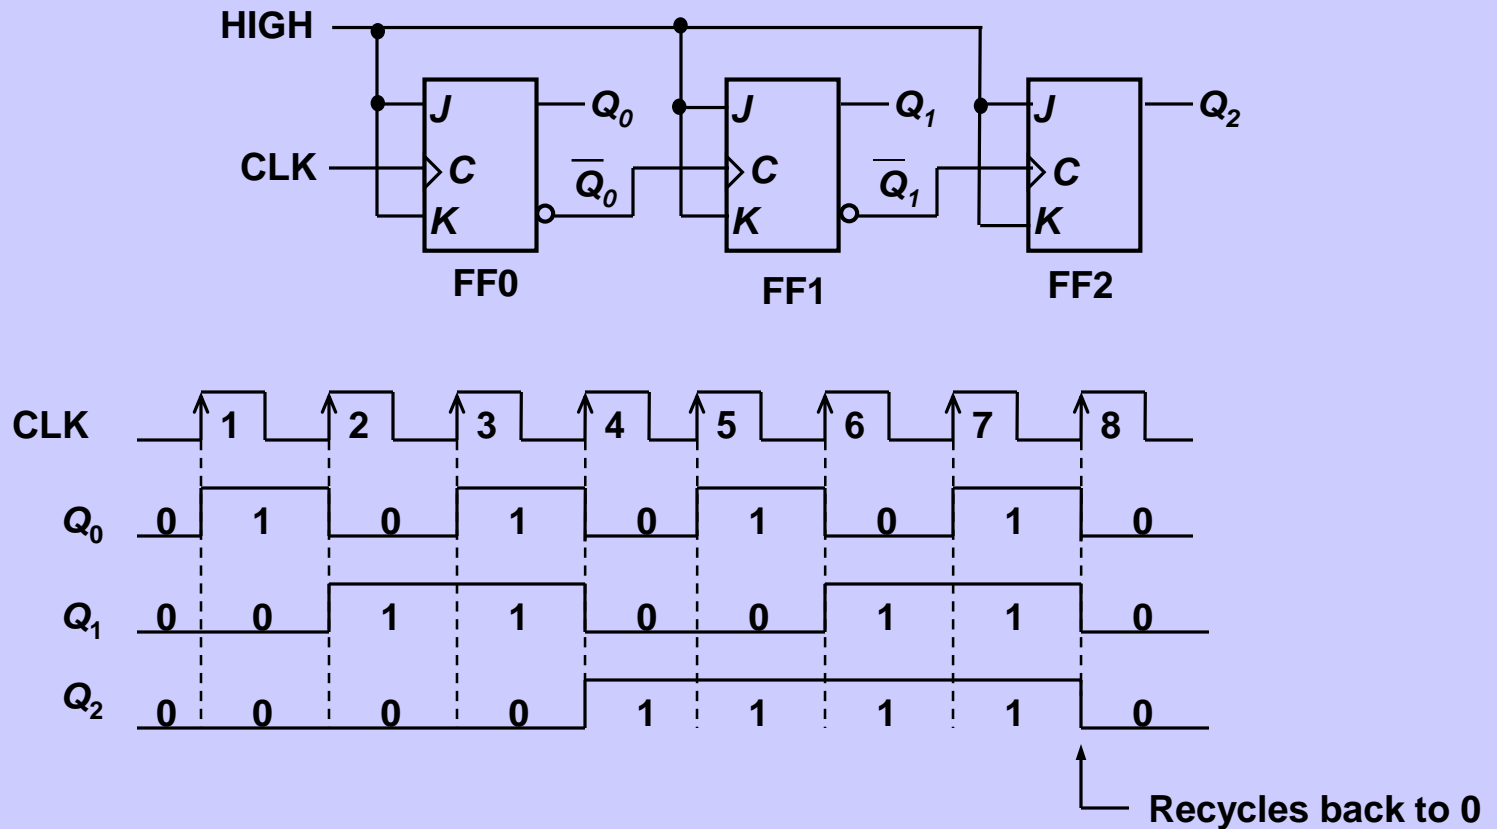 HIGH
J Q0 J Q1 J Q2
CLK C Q̅0 C Q̅1 C
K K K
FF0 FF1 FF2
CLK 1 2 3 4 5 6 7 8
Q0 0 1 0 1 0 1 0 1 0
Q1 0 0 1 1 0 0 1 1 0
Q2 0 0 0 0 1 1 1 1 0
Recycles back to 0